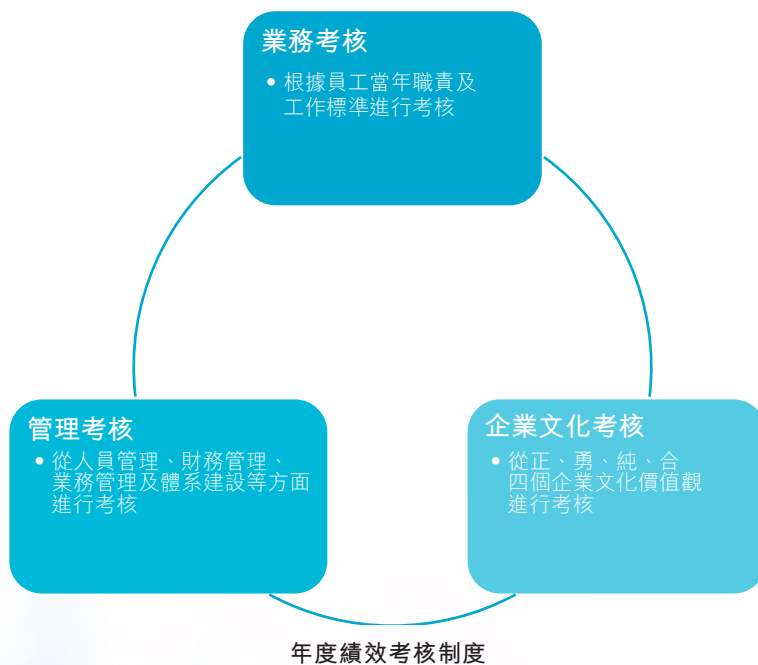 業務考核
• 根據員工當年職責及
工作標準進行考核
管理考核
• 從人員管理、財務管理、
業務管理及體系建設等方面
進行考核
企業文化考核
• 從正、勇、純、合
四個企業文化價值觀
進行考核
年度績效考核制度